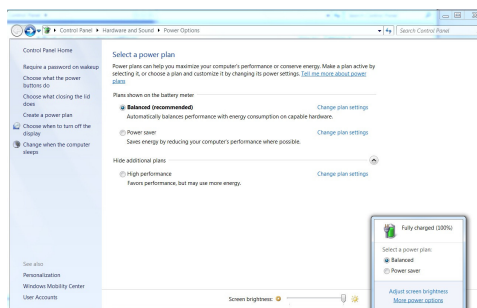 Control Panel ▸ Hardware and Sound ▸ Power Options
Search Control Panel
Control Panel Home
Require a password on wakeup
Choose what the power
buttons do
Choose what closing the lid
does
Create a power plan
Choose when to turn off the
display
Change when the computer
sleeps
See also
Personalization
Windows Mobility Center
User Accounts
Select a power plan
Power plans can help you maximize your computer's performance or conserve energy. Make a plan active by
selecting it, or choose a plan and customize it by changing its power settings. Tell me more about power
plans
Plans shown on the battery meter
Balanced (recommended) Change plan settings
Automatically balances performance with energy consumption on capable hardware.
Power saver Change plan settings
Saves energy by reducing your computer's performance where possible.
Hide additional plans
High performance Change plan settings
Favors performance, but may use more energy.
Screen brightness:
Fully charged (100%)
Select a power plan:
Balanced
Power saver
Adjust screen brightness
More power options